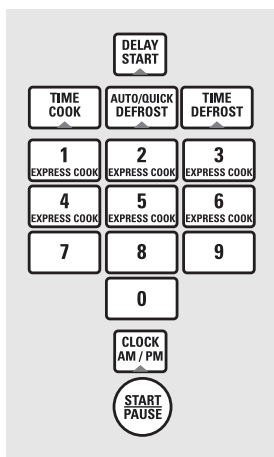 DELAY
START
TIME
COOK
AUTO/QUICK
DEFROST
TIME
DEFROST
1
EXPRESS COOK
2
EXPRESS COOK
3
EXPRESS COOK
4
EXPRESS COOK
5
EXPRESS COOK
6
EXPRESS COOK
7
8
9
0
CLOCK
AM / PM
START
PAUSE